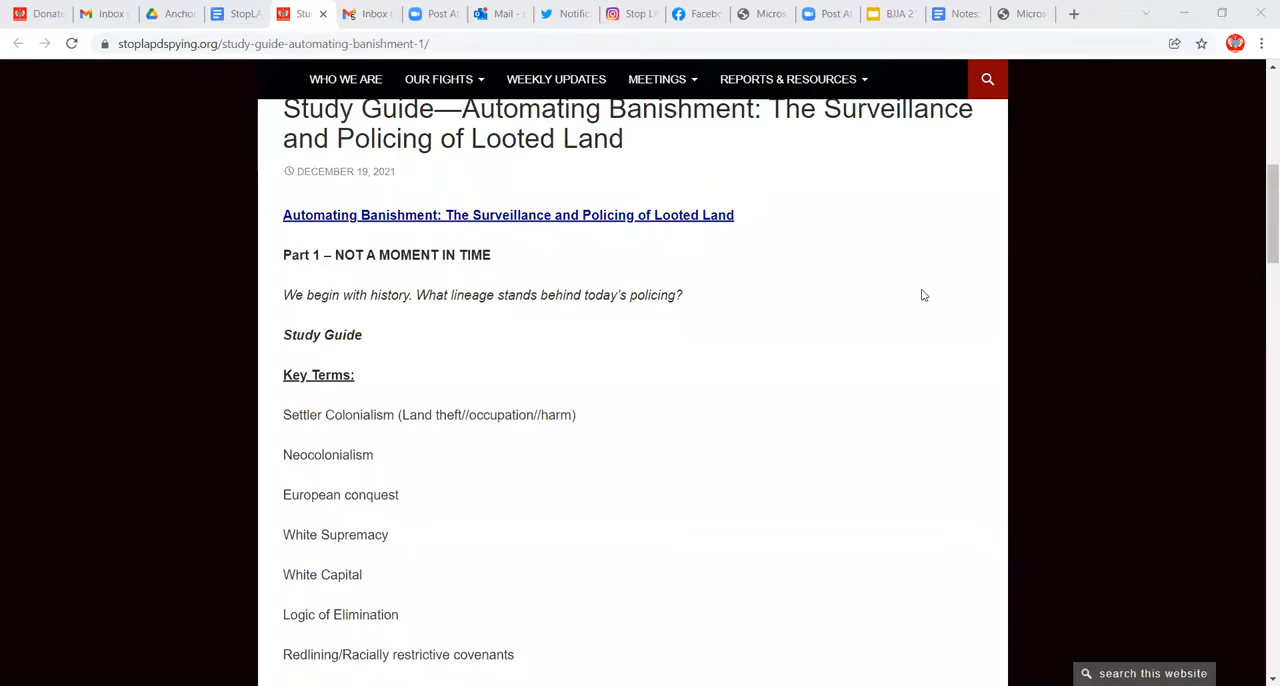 Donate Inbox Ancho StopLA Stu Inbox Post A Mail - Notific Stop L Faceb Micros Post A BJJA 2 Notes: Micros
stoplapdspying.org/study-guide-automating-banishment-1/
WHO WE ARE OUR FIGHTS WEEKLY UPDATES MEETINGS REPORTS & RESOURCES
Study Guide—Automating Banishment: The Surveillance
and Policing of Looted Land
DECEMBER 19, 2021
Automating Banishment: The Surveillance and Policing of Looted Land
Part 1 – NOT A MOMENT IN TIME
We begin with history. What lineage stands behind today’s policing?
Study Guide
Key Terms:
Settler Colonialism (Land theft//occupation//harm)
Neocolonialism
European conquest
White Supremacy
White Capital
Logic of Elimination
Redlining/Racially restrictive covenants
search this website